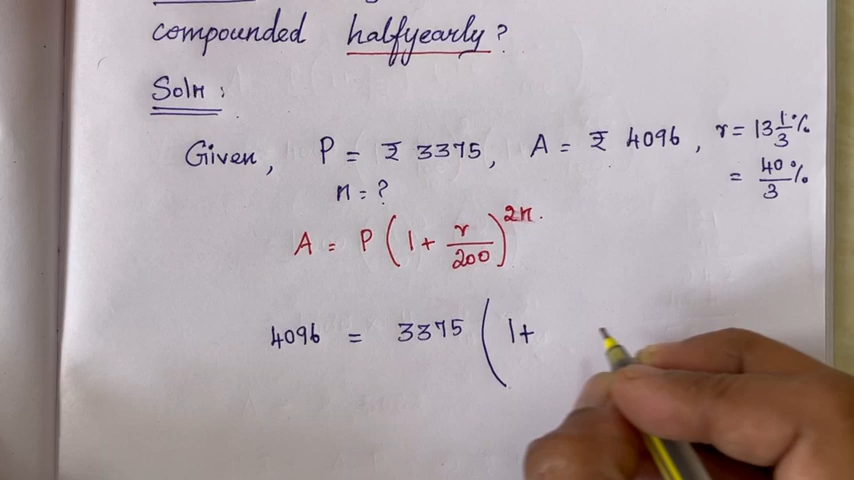 compounded halfyearly?
Soln:
Given, P = ₹ 3375, A = ₹ 4096, r = 13 1/3 %
n = ? = 40/3 %
A = P(1 + r/200)^2n.
4096 = 3375 ( 1+